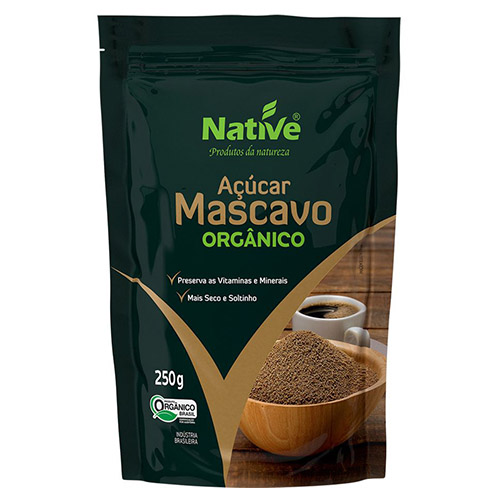 Native®
Produtos da natureza
Açúcar
Mascavo
ORGÂNICO
Preserva as Vitaminas e Minerais
Mais Seco e Soltinho
250g
ORGÂNICO
BRASIL
INDÚSTRIA
BRASILEIRA